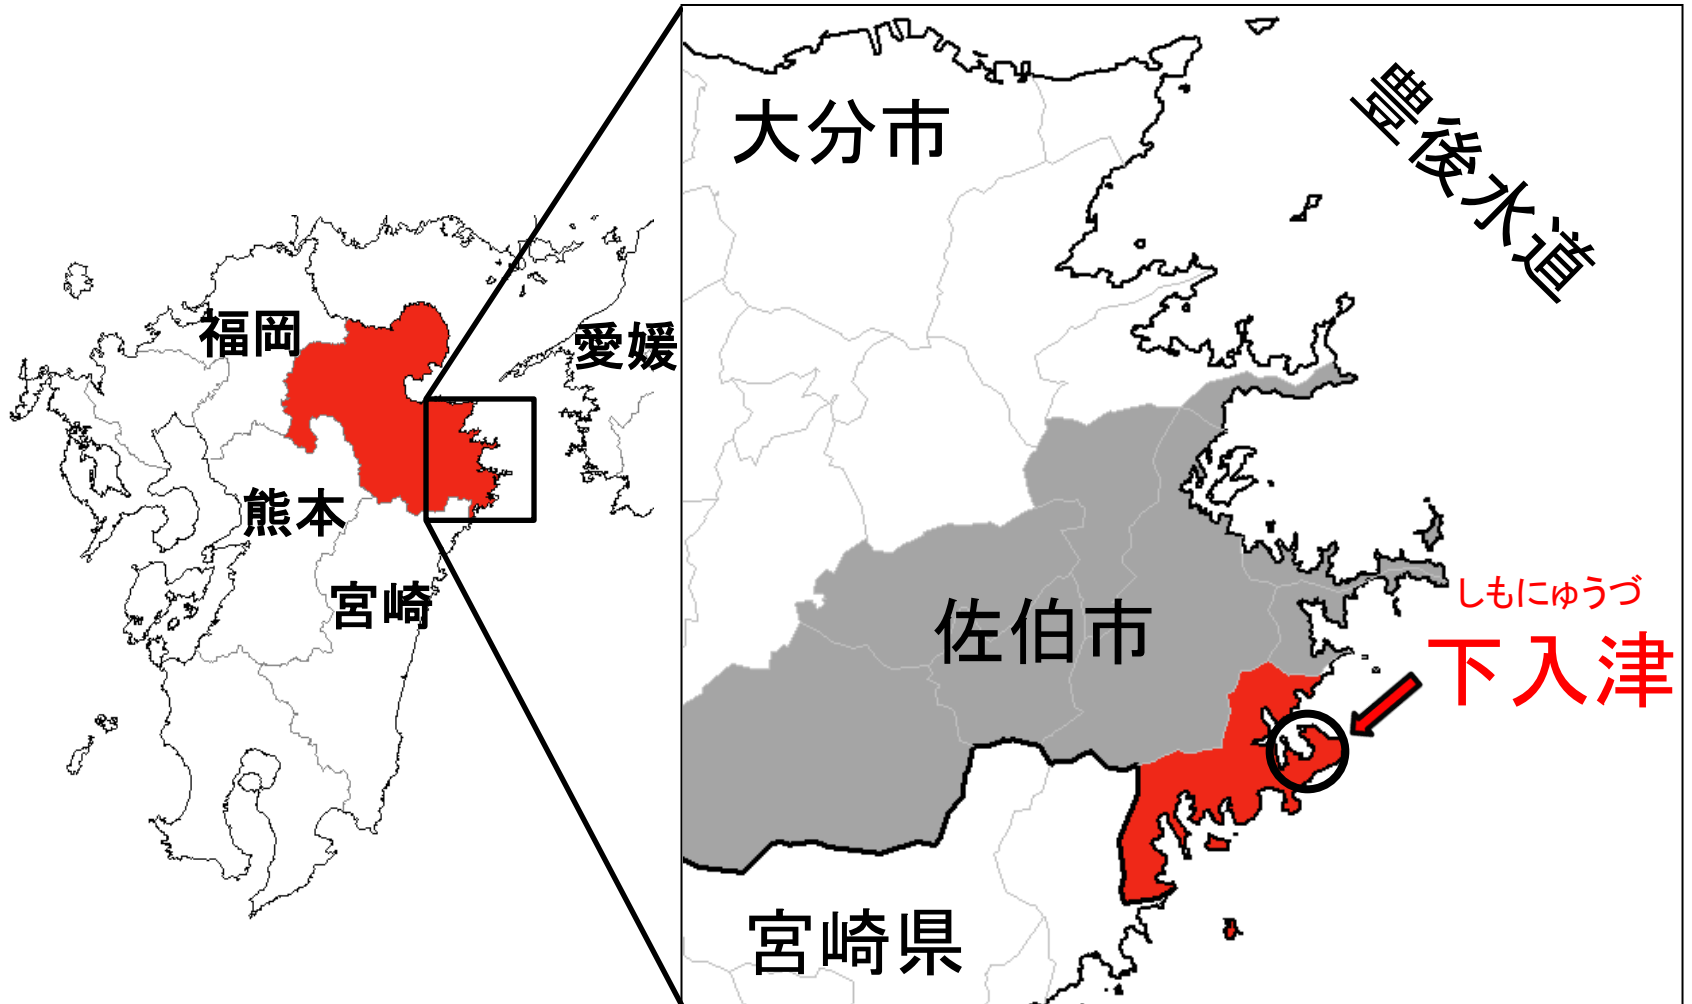 福岡
愛媛
熊本
宮崎
大分市
豊後水道
佐伯市
しもにゅうづ
下入津
宮崎県